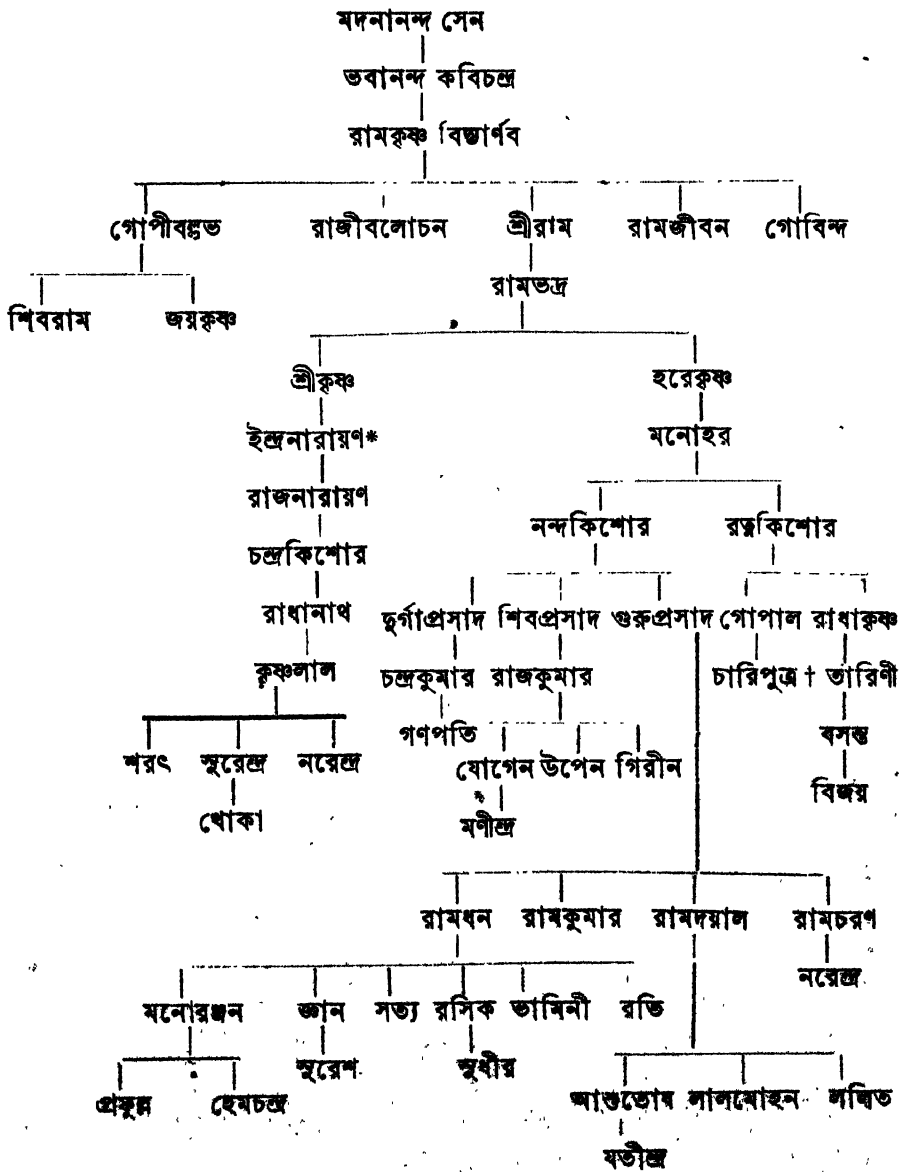 মদনানন্দ সেন
ভবানন্দ কবিচন্দ্র
রামকৃষ্ণ বিদ্যার্ণব
গোপীবল্লভ রাজীবলোচন শ্রীরাম রামজীবন গোবিন্দ
রামভদ্র
শিবরাম জয়কৃষ্ণ
শ্রীকৃষ্ণ হরেকৃষ্ণ
ইন্দ্রনারায়ণ* মনোহর
রাজনারায়ণ
নন্দকিশোর রত্নকিশোর
চন্দ্রকিশোর
রাধানাথ দুর্গাপ্রসাদ শিবপ্রসাদ গুরুপ্রসাদ গোপাল রাধাকৃষ্ণ
কৃষ্ণলাল চন্দ্রকুমার রাজকুমার চারিপুত্র † তারিণী
গণপতি বসন্ত
শরৎ সুরেন্দ্র নরেন্দ্র যোগেন উপেন গিরীন
বিজয়
খোকা মণীন্দ্র
রামধন রামকুমার রামদয়াল রামচরণ
নরেন্দ্র
মনোরঞ্জন জ্ঞান সত্য রসিক ভামিনী রতি
সুরেশ সুধীর
প্রফুল্ল হেমচন্দ্র আশুতোষ লালমোহন ললিত
যতীন্দ্র